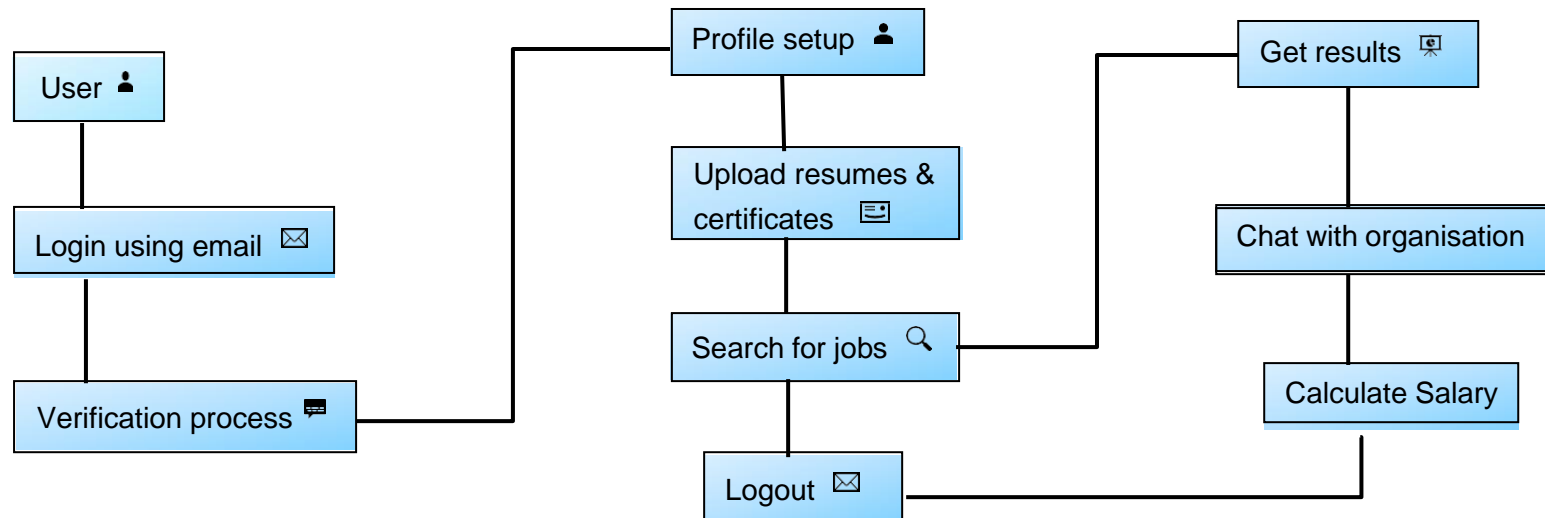 User
Login using email
Verification process
Profile setup
Upload resumes &
certificates
Search for jobs
Logout
Get results
Chat with organisation
Calculate Salary